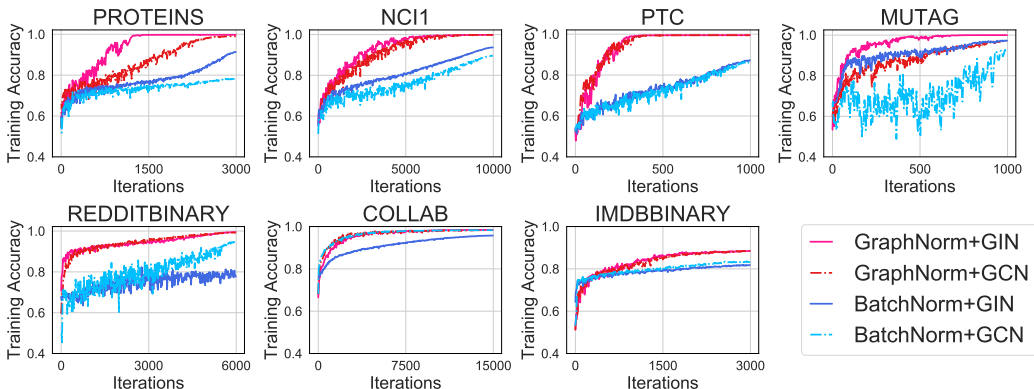 PROTEINS
Training Accuracy
1.0
0.8
0.6
0.4
0
1500
3000
Iterations
NCI1
Training Accuracy
1.0
0.8
0.6
0.4
0
5000
10000
Iterations
PTC
Training Accuracy
1.0
0.8
0.6
0.4
0
500
1000
Iterations
MUTAG
Training Accuracy
1.0
0.8
0.6
0.4
0
500
1000
Iterations
REDDITBINARY
Training Accuracy
1.0
0.8
0.6
0.4
0
3000
6000
Iterations
COLLAB
Training Accuracy
1.0
0.8
0.6
0.4
0
7500
15000
Iterations
IMDBBINARY
Training Accuracy
1.0
0.8
0.6
0.4
0
1500
3000
Iterations
GraphNorm+GIN
GraphNorm+GCN
BatchNorm+GIN
BatchNorm+GCN